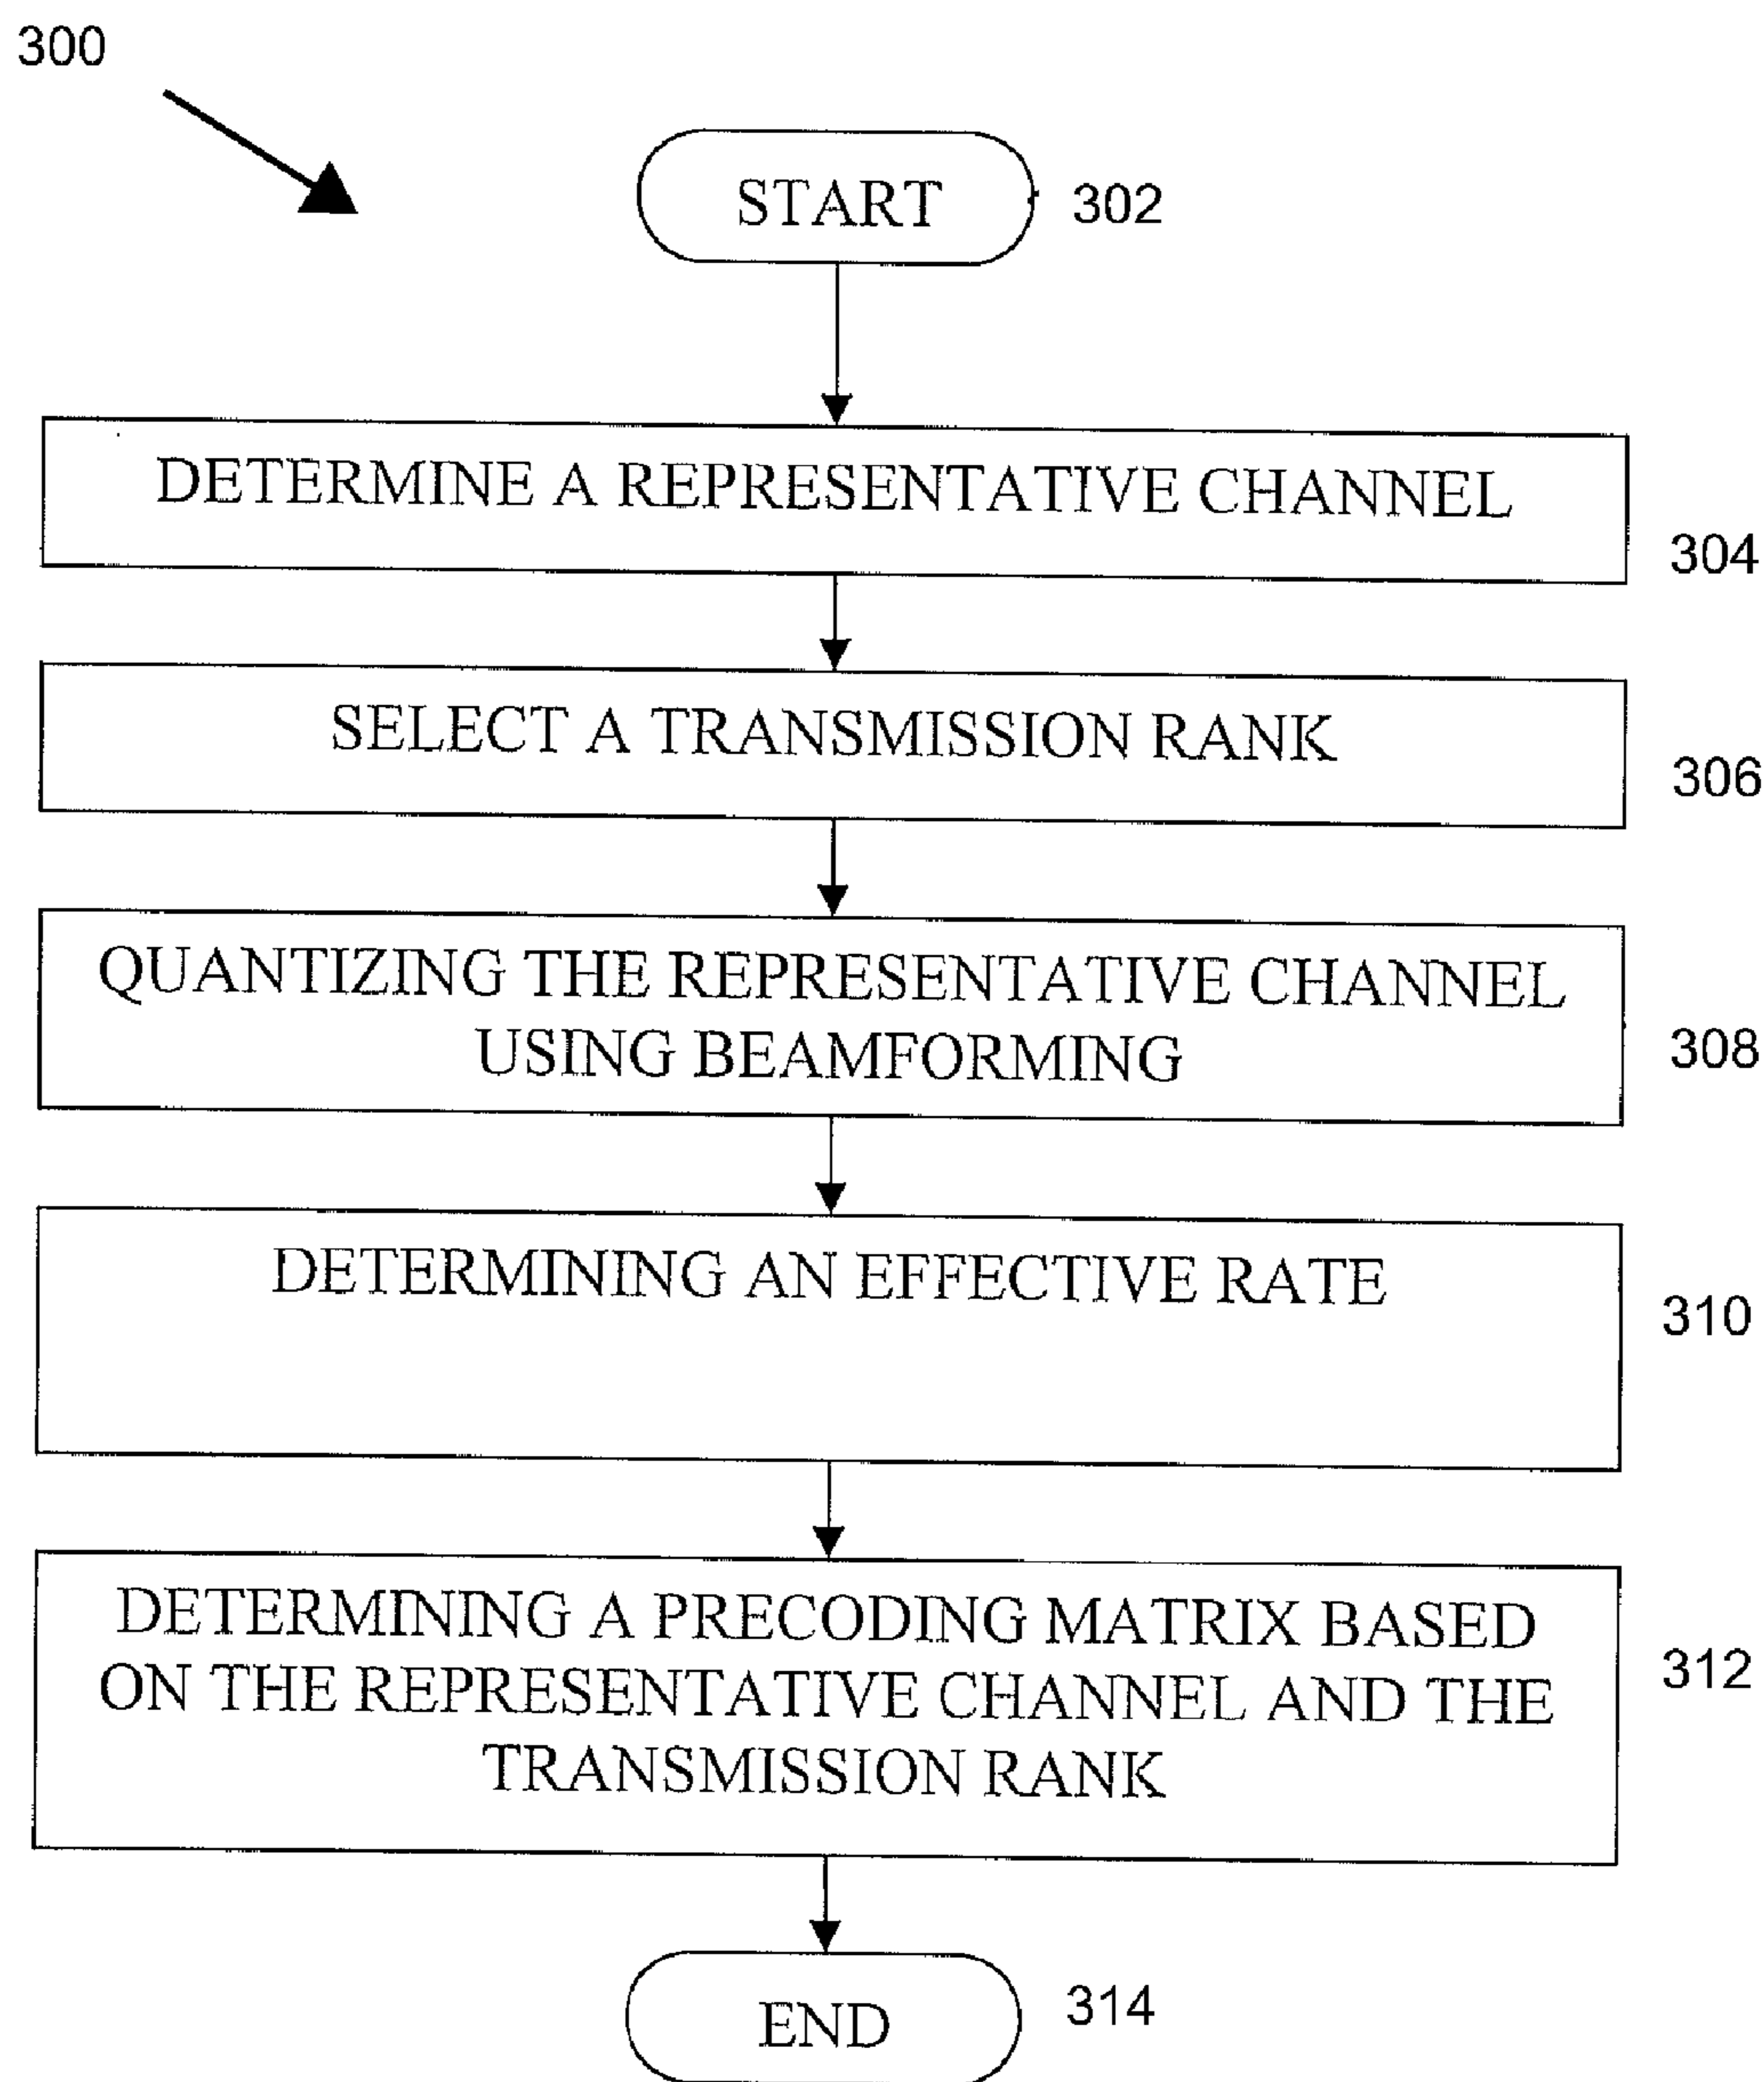 300
START
302
DETERMINE A REPRESENTATIVE CHANNEL
304
SELECT A TRANSMISSION RANK
306
QUANTIZING THE REPRESENTATIVE CHANNEL
USING BEAMFORMING
308
DETERMINING AN EFFECTIVE RATE
310
DETERMINING A PRECODING MATRIX BASED
ON THE REPRESENTATIVE CHANNEL AND THE
TRANSMISSION RANK
312
END
314